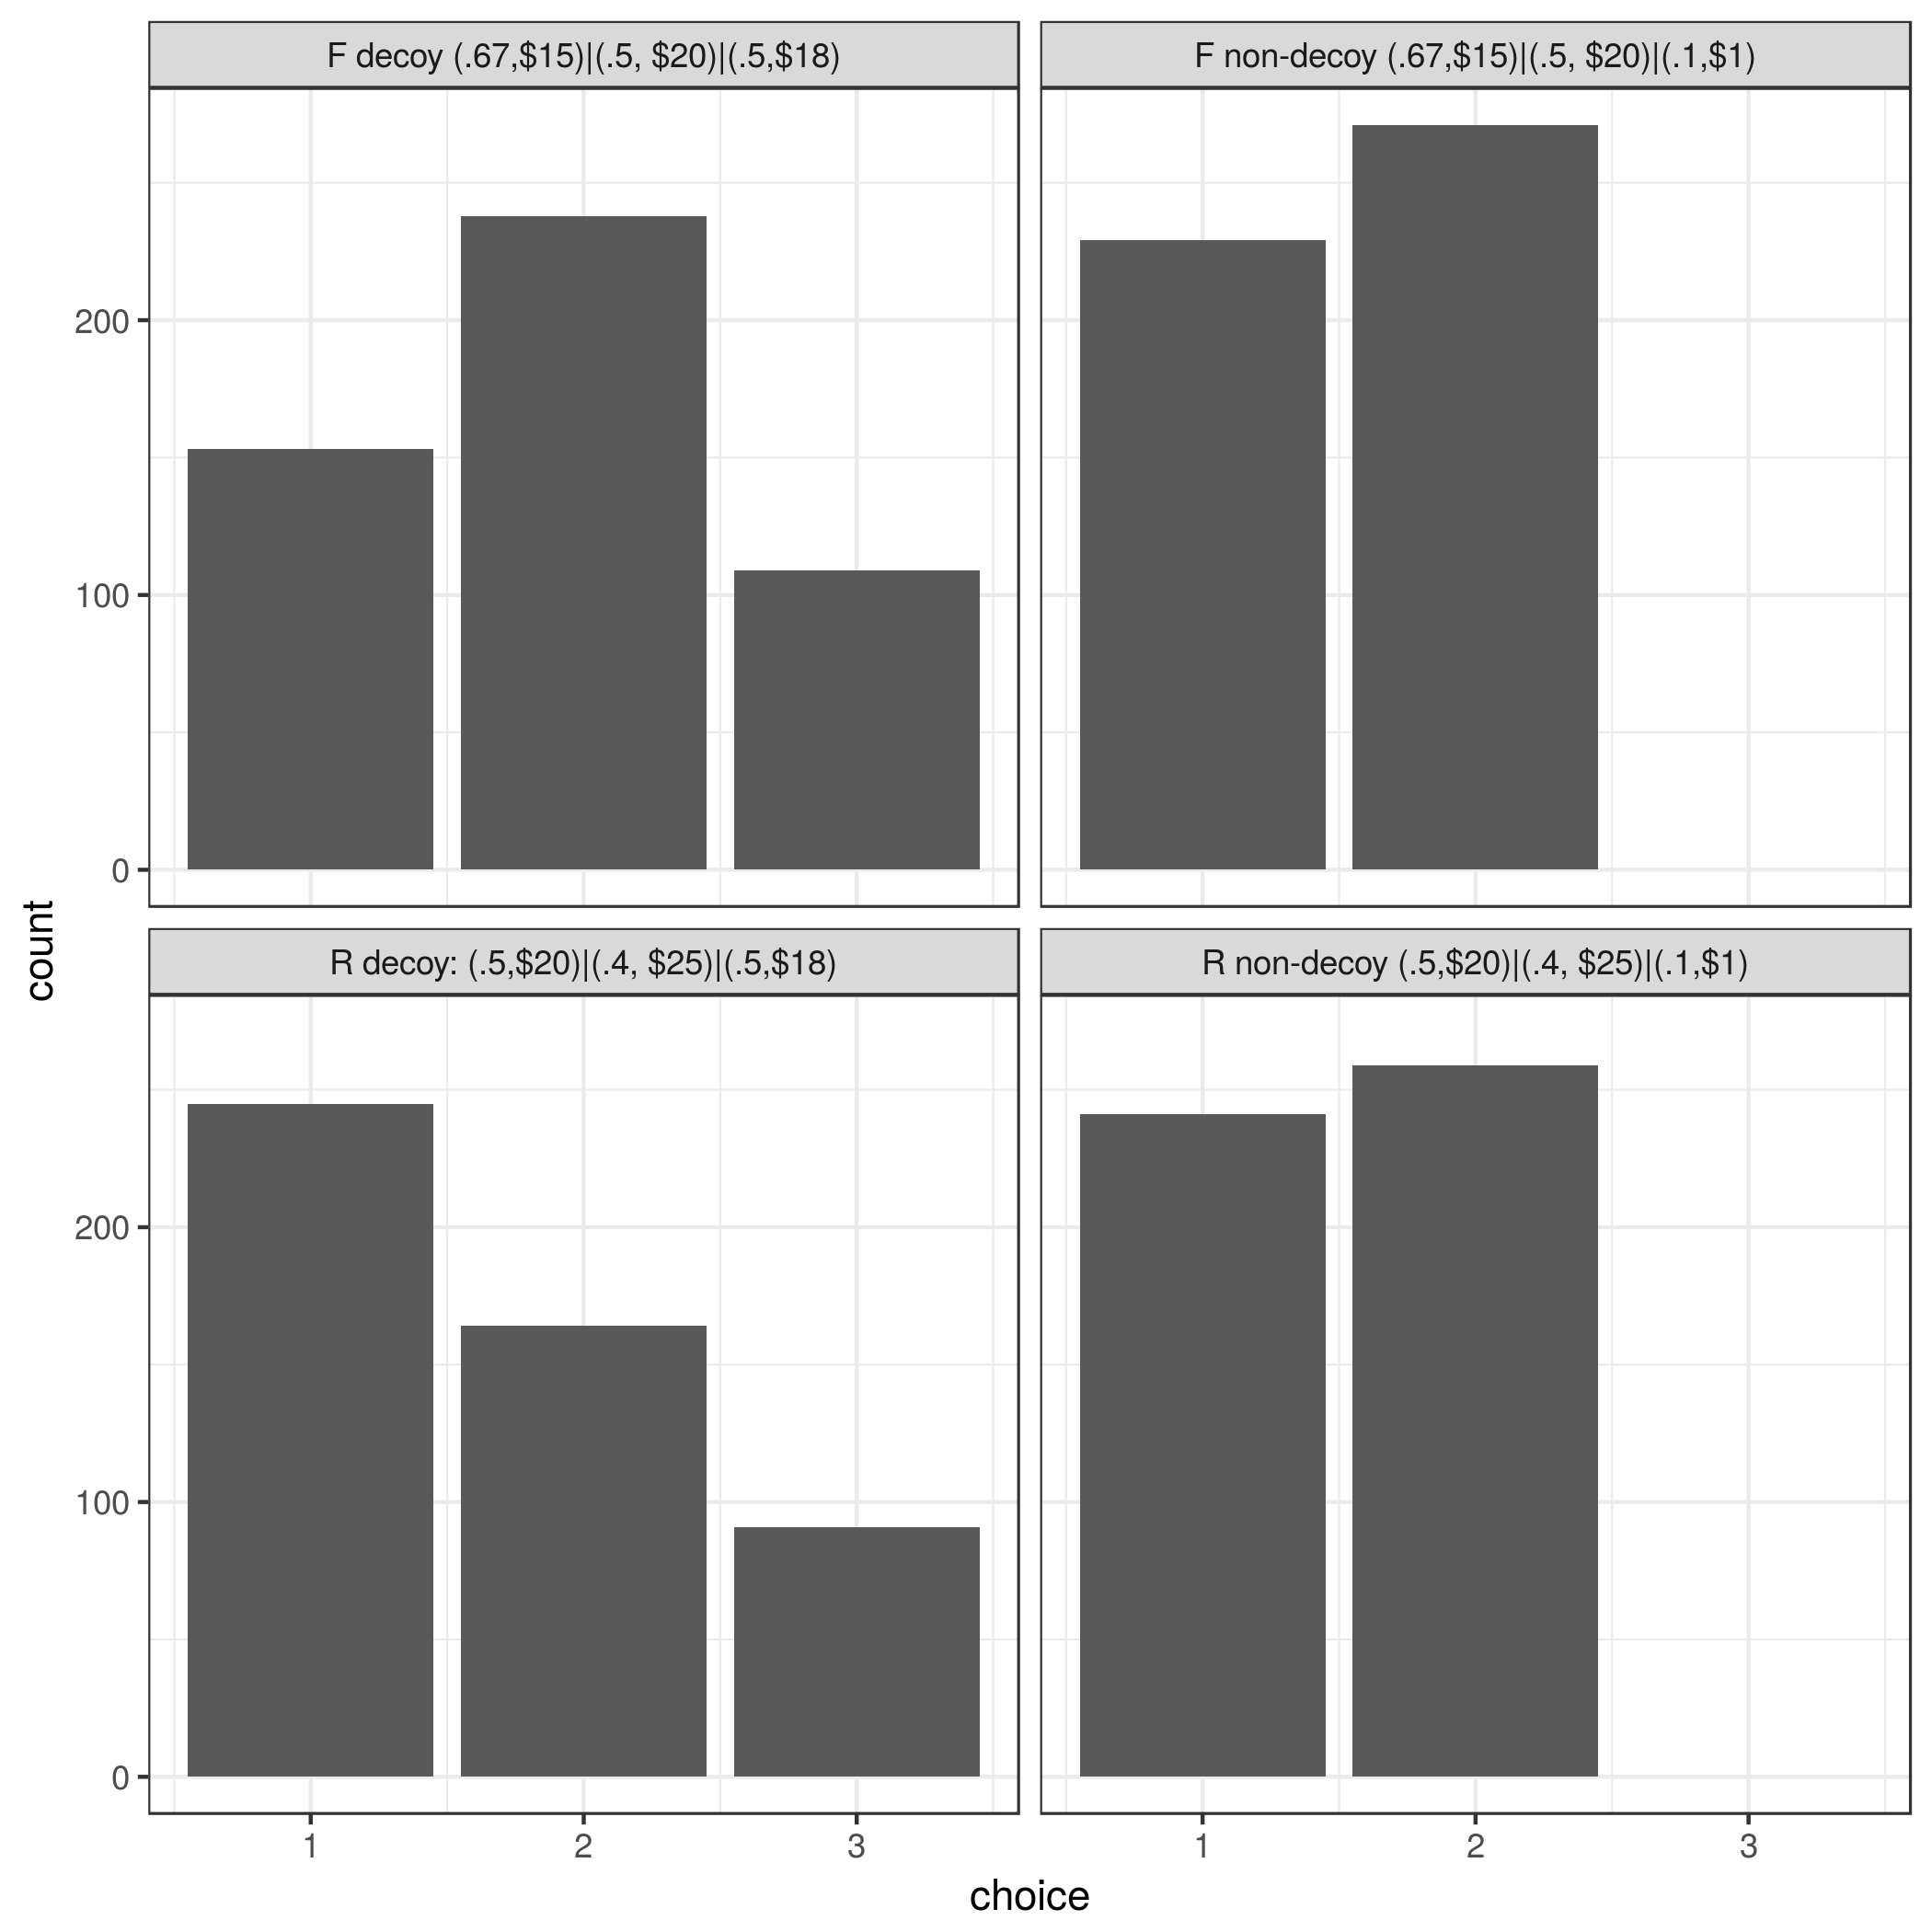 F decoy (.67,$15)|(.5, $20)|(.5,$18)
F non-decoy (.67,$15)|(.5, $20)|(.1,$1)
200
100
0
count
R decoy: (.5,$20)|(.4, $25)|(.5,$18)
R non-decoy (.5,$20)|(.4, $25)|(.1,$1)
200
100
0
1 2 3
1 2 3
choice